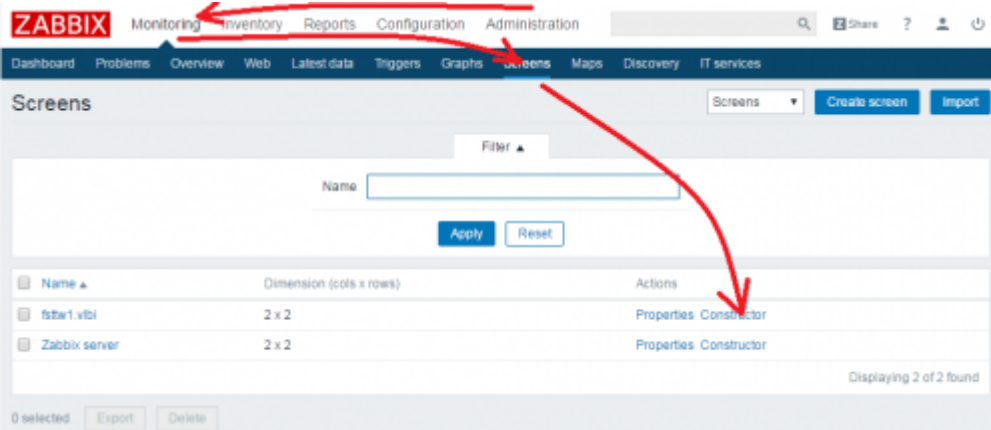 ZABBIX Monitoring Inventory Reports Configuration Administration Share ?
Dashboard Problems Overview Web Latest data Triggers Graphs Screens Maps Discovery IT services
Screens Screens Create screen Import
Filter
Name
Apply Reset
Name Dimension (cols x rows) Actions
2 x 2 Properties Constructor
Zabbix server 2 x 2 Properties Constructor
Displaying 2 of 2 found
0 selected Export Delete